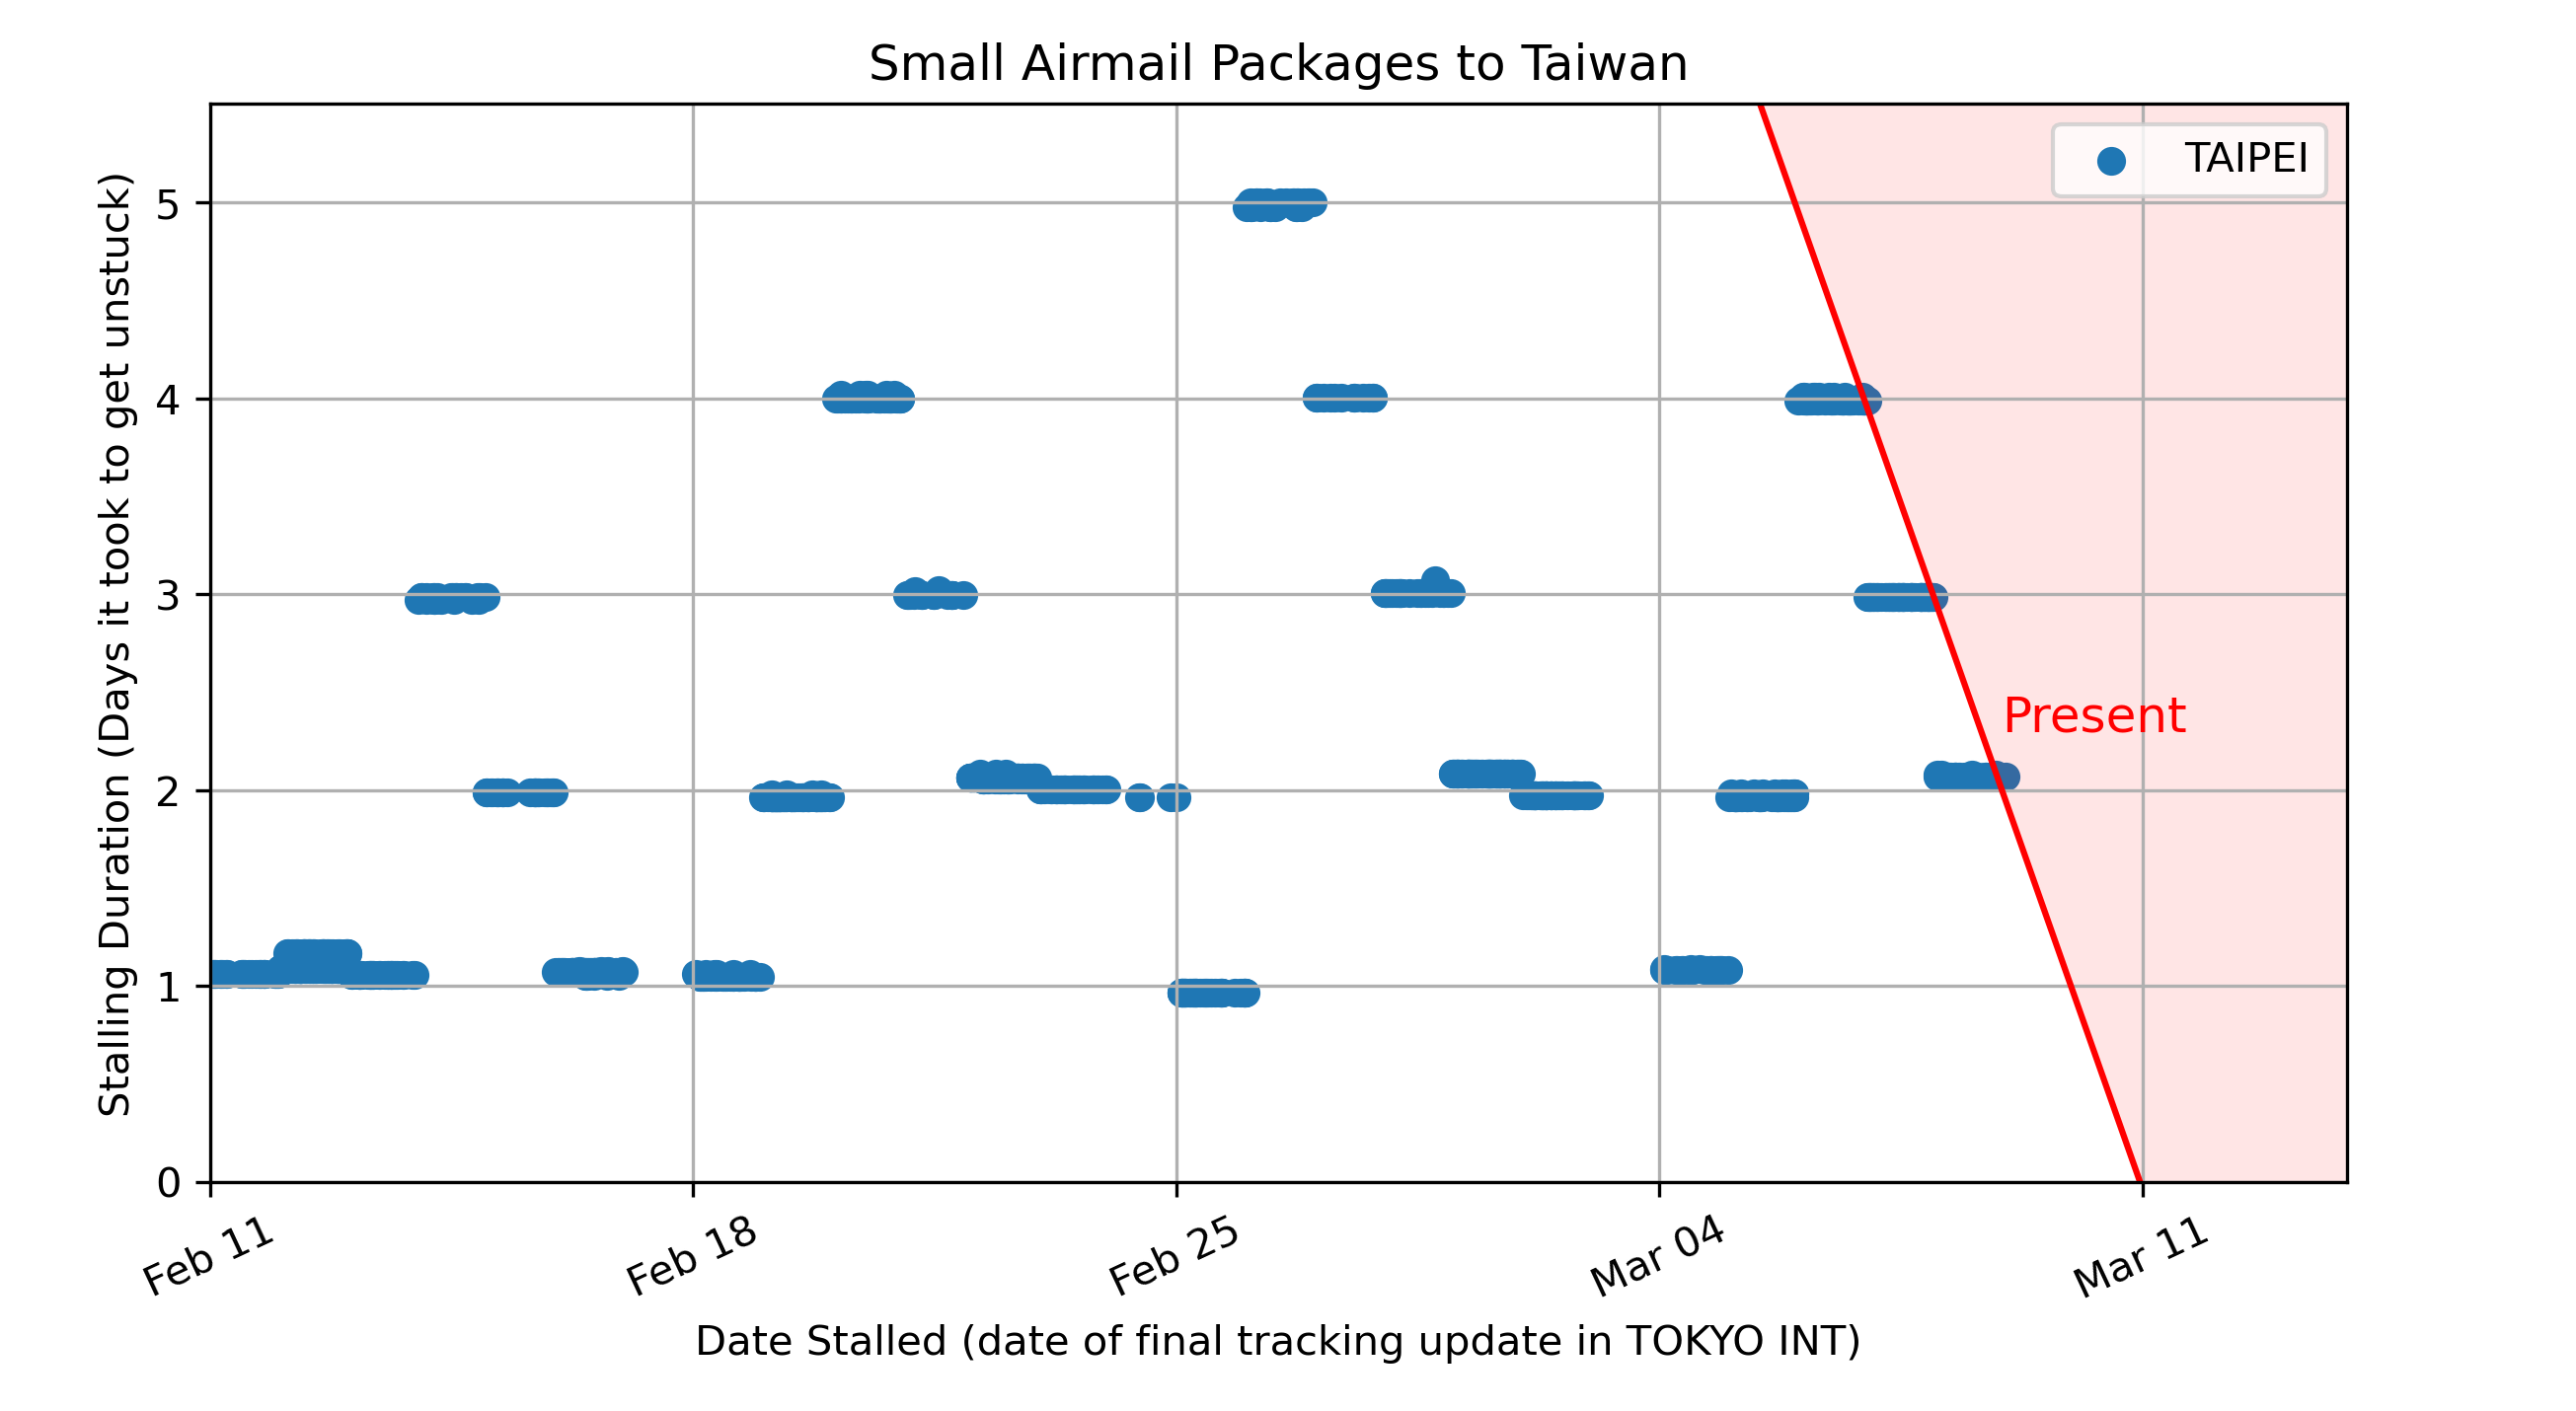 Small Airmail Packages to Taiwan
TAIPEI
Stalling Duration (Days it took to get unstuck)
5
4
3
2
1
0
Present
Feb 11
Feb 18
Feb 25
Mar 04
Mar 11
Date Stalled (date of final tracking update in TOKYO INT)